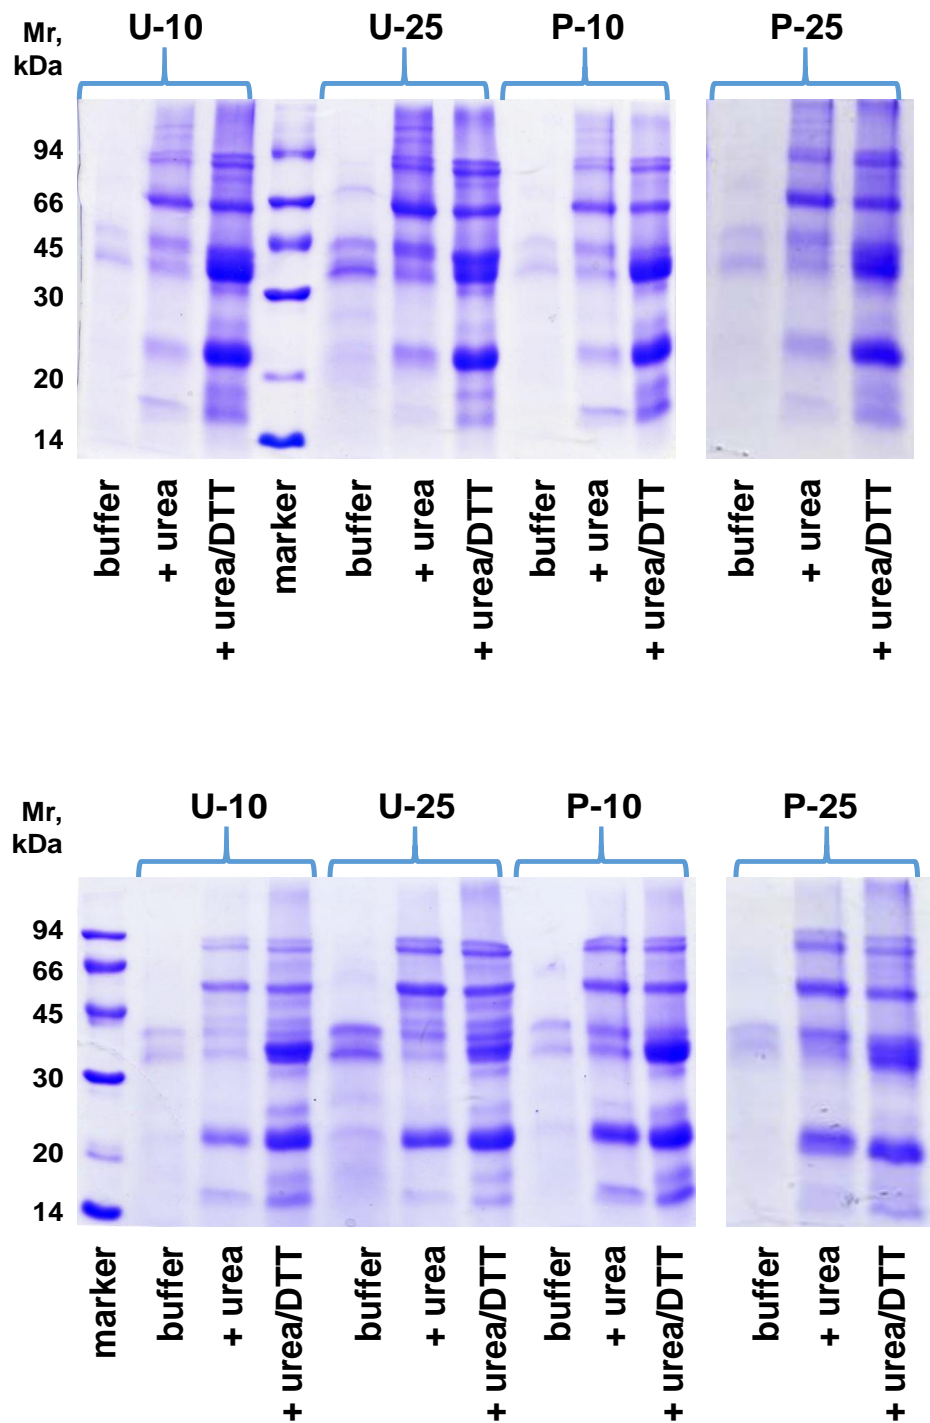 Mr,
kDa
U-10
U-25
P-10
P-25
94
66
45
30
20
14
buffer
+ urea
+ urea/DTT
marker
buffer
+ urea
+ urea/DTT
buffer
+ urea
+ urea/DTT
buffer
+ urea
+ urea/DTT
Mr,
kDa
U-10
U-25
P-10
P-25
94
66
45
30
20
14
marker
buffer
+ urea
+ urea/DTT
buffer
+ urea
+ urea/DTT
buffer
+ urea
+ urea/DTT
buffer
+ urea
+ urea/DTT